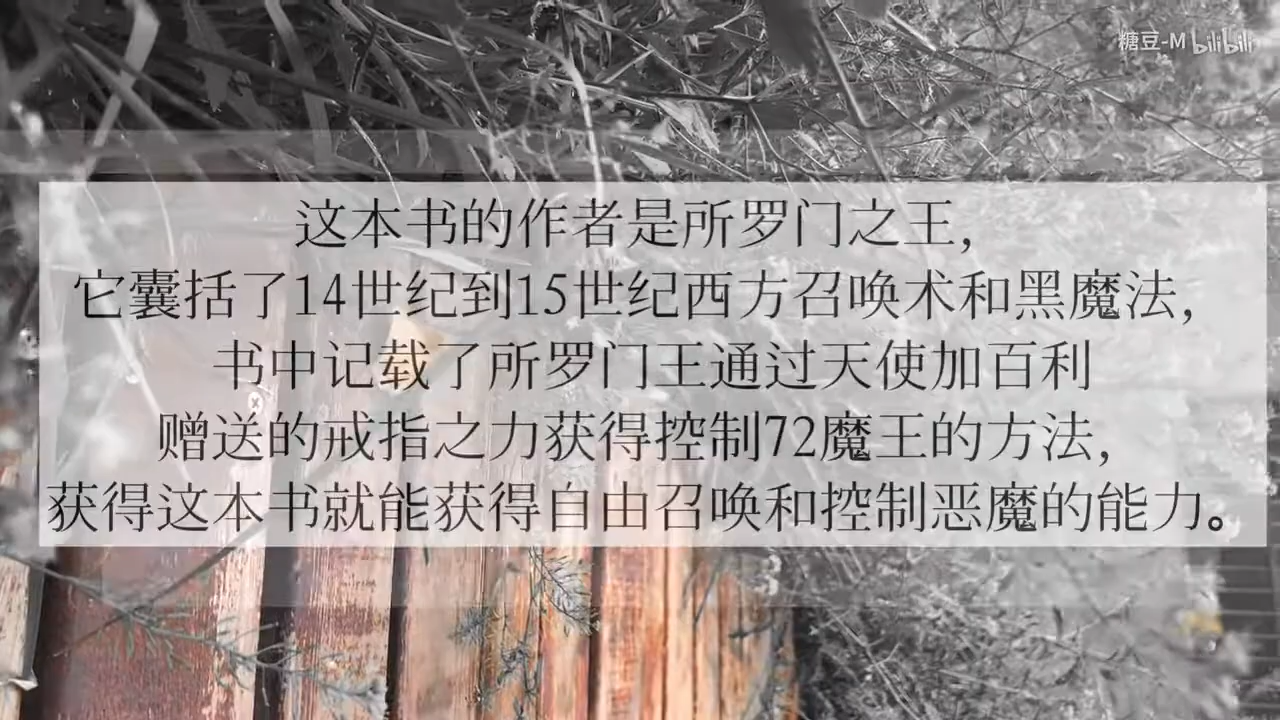 糖豆-M bilibili
这本书的作者是所罗门之王,
它囊括了14世纪到15世纪西方召唤术和黑魔法,
书中记载了所罗门王通过天使加百利
赠送的戒指之力获得控制72魔王的方法,
获得这本书就能获得自由召唤和控制恶魔的能力。